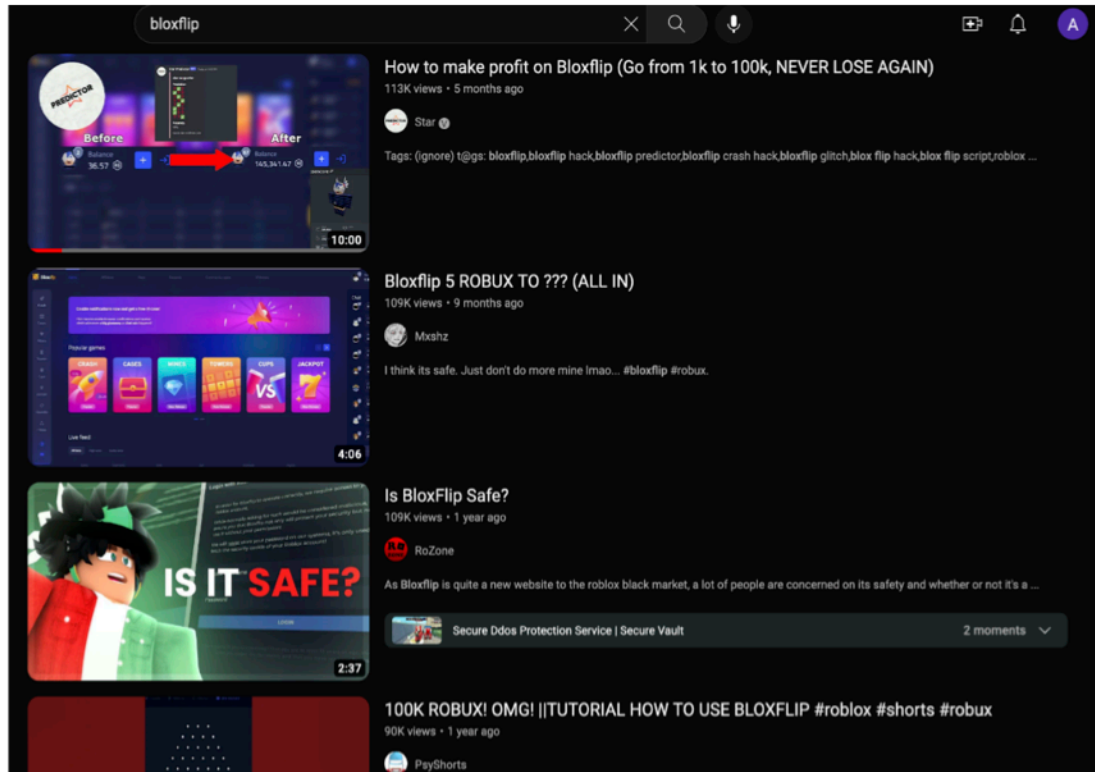 bloxflip
A
PREDICTOR
Before
After
Balance
36.57
Balance
145,341.47
10:00
How to make profit on Bloxflip (Go from 1k to 100k, NEVER LOSE AGAIN)
113K views • 5 months ago
Star
Tags: (ignore) t@gs: bloxflip,bloxflip hack,bloxflip predictor,bloxflip crash hack,bloxflip glitch,blox flip hack,blox flip script,roblox ...
Popular games
CRASH
CASES
MINES
TOWERS
CUPS
JACKPOT
VS
Live feed
Chat
4:06
Bloxflip 5 ROBUX TO ??? (ALL IN)
109K views • 9 months ago
Mxshz
I think its safe. Just don't do more mine lmao... #bloxflip #robux.
IS IT SAFE?
LOGIN
2:37
Is BloxFlip Safe?
109K views • 1 year ago
RoZone
As Bloxflip is quite a new website to the roblox black market, a lot of people are concerned on its safety and whether or not it's a ...
Secure Ddos Protection Service | Secure Vault
2 moments
100K ROBUX! OMG! ||TUTORIAL HOW TO USE BLOXFLIP #roblox #shorts #robux
90K views • 1 year ago
PsyShorts